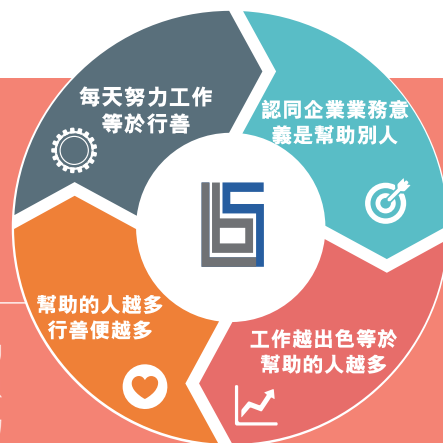 每天努力工作
等於行善
認同企業業務意
義是幫助別人
工作越出色等於
幫助的人越多
幫助的人越多
行善便越多